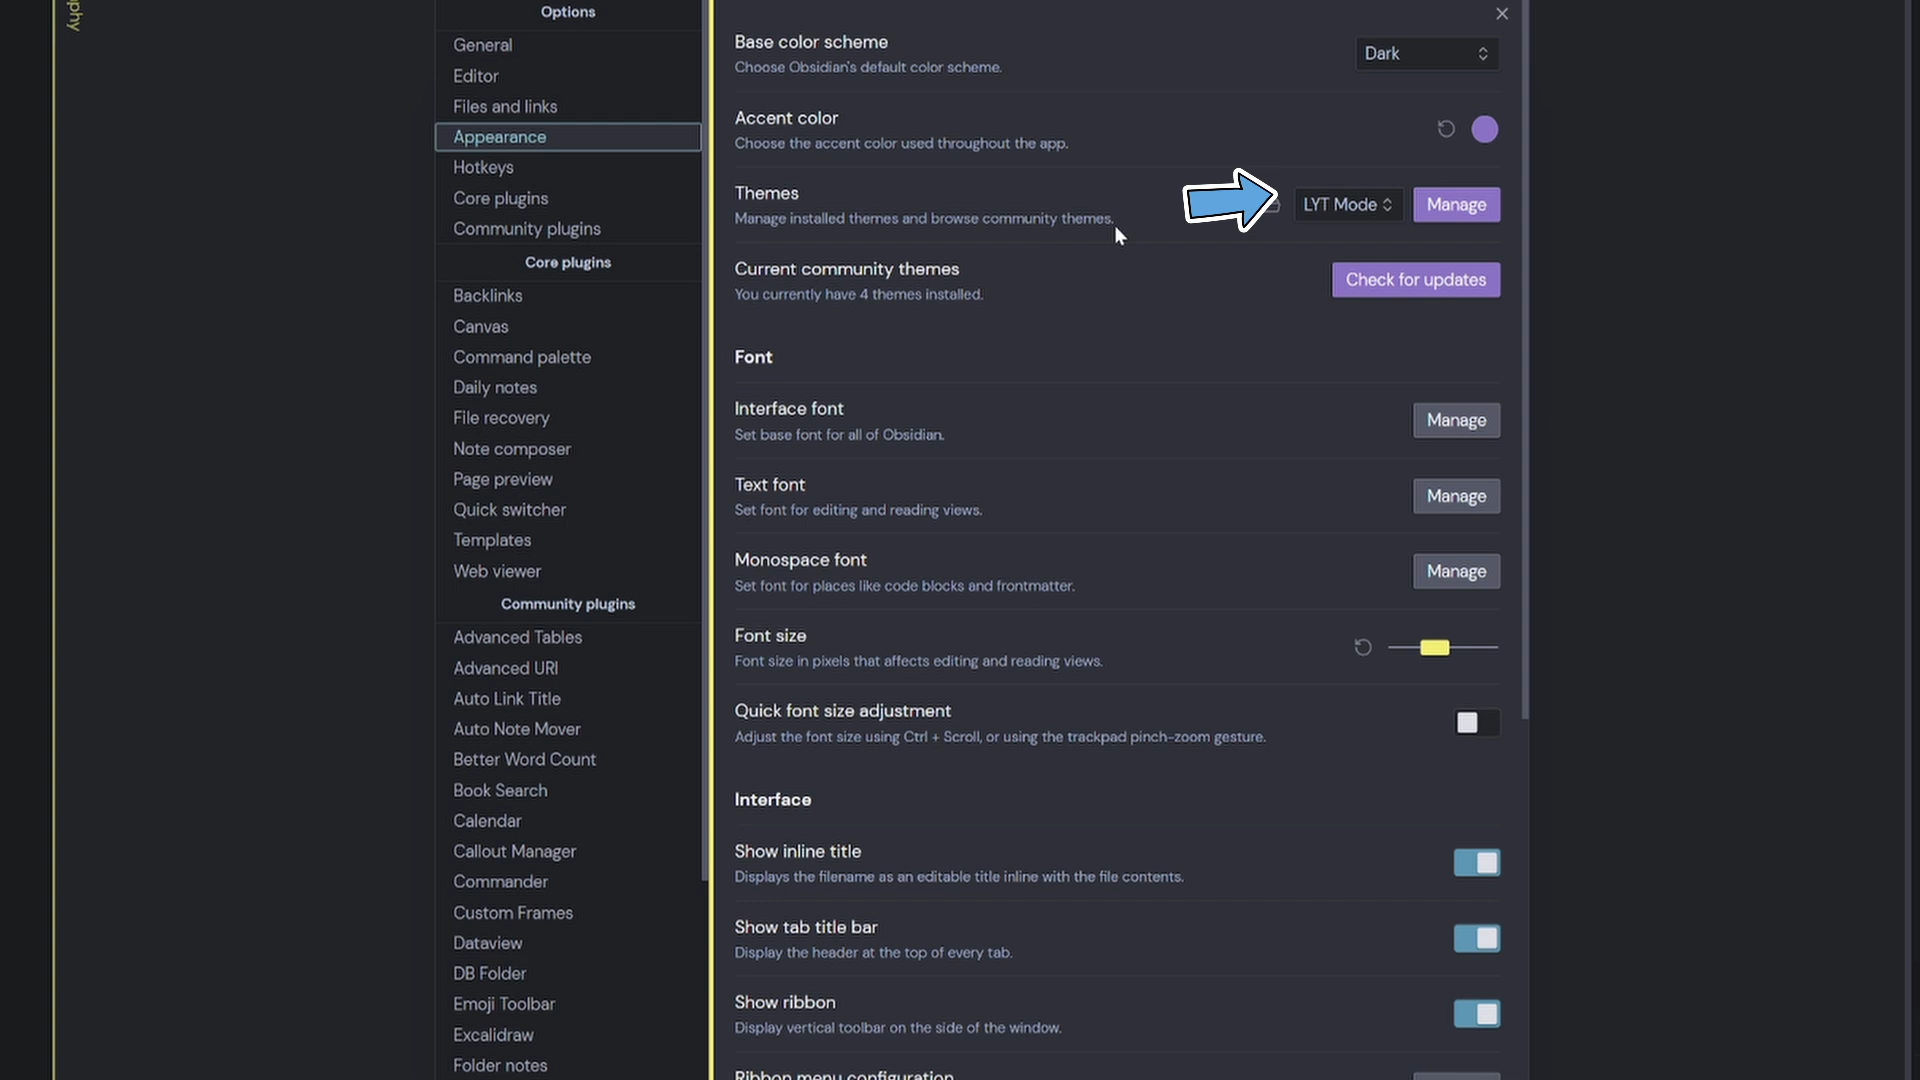 phy
Options
General
Editor
Files and links
Appearance
Hotkeys
Core plugins
Community plugins
Core plugins
Backlinks
Canvas
Command palette
Daily notes
File recovery
Note composer
Page preview
Quick switcher
Templates
Web viewer
Community plugins
Advanced Tables
Advanced URI
Auto Link Title
Auto Note Mover
Better Word Count
Book Search
Calendar
Callout Manager
Commander
Custom Frames
Dataview
DB Folder
Emoji Toolbar
Excalidraw
Folder notes
Base color scheme
Choose Obsidian's default color scheme.
Dark
Accent color
Choose the accent color used throughout the app.
Themes
Manage installed themes and browse community themes.
LYT Mode
Manage
Current community themes
You currently have 4 themes installed.
Check for updates
Font
Interface font
Set base font for all of Obsidian.
Manage
Text font
Set font for editing and reading views.
Manage
Monospace font
Set font for places like code blocks and frontmatter.
Manage
Font size
Font size in pixels that affects editing and reading views.
Quick font size adjustment
Adjust the font size using Ctrl + Scroll, or using the trackpad pinch-zoom gesture.
Interface
Show inline title
Displays the filename as an editable title inline with the file contents.
Show tab title bar
Display the header at the top of every tab.
Show ribbon
Display vertical toolbar on the side of the window.
Ribbon menu configuration